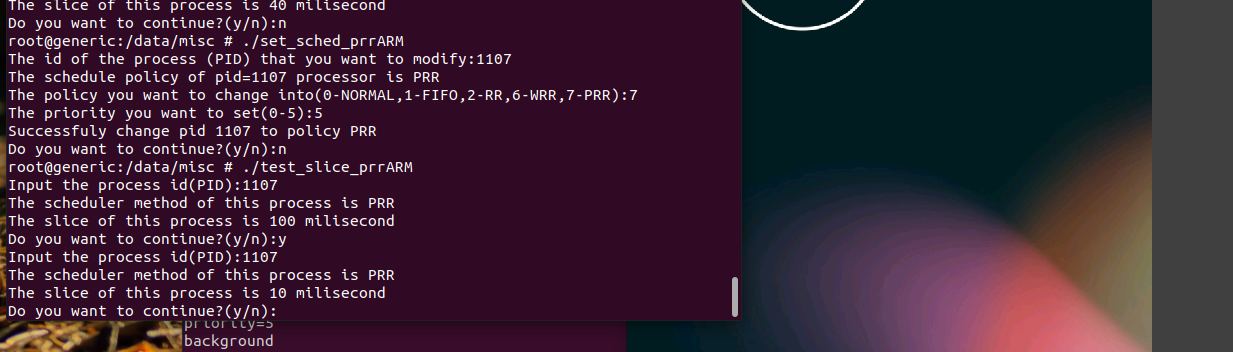 The slice of this process is 40 milisecond
Do you want to continue?(y/n):n
root@generic:/data/misc # ./set_sched_prrARM
The id of the process (PID) that you want to modify:1107
The schedule policy of pid=1107 processor is PRR
The policy you want to change into(0-NORMAL,1-FIFO,2-RR,6-WRR,7-PRR):7
The priority you want to set(0-5):5
Successfuly change pid 1107 to policy PRR
Do you want to continue?(y/n):n
root@generic:/data/misc # ./test_slice_prrARM
Input the process id(PID):1107
The scheduler method of this process is PRR
The slice of this process is 100 milisecond
Do you want to continue?(y/n):y
Input the process id(PID):1107
The scheduler method of this process is PRR
The slice of this process is 10 milisecond
Do you want to continue?(y/n):
priority=5
background